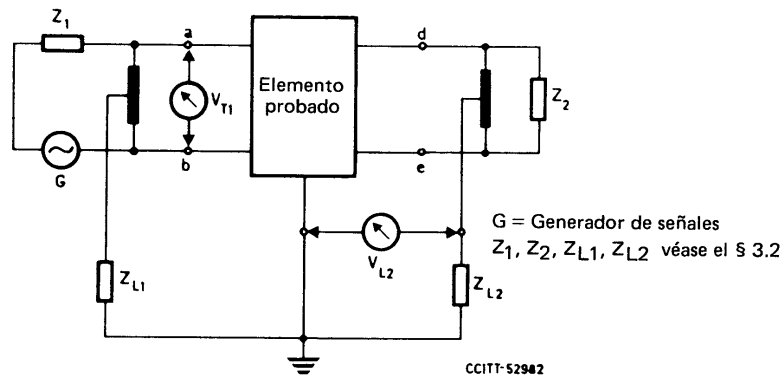 Z1
a
d
Elemento
probado
VT1
Z2
G
b
e
G = Generador de señales
Z1, Z2, ZL1, ZL2 véase el § 3.2
VL2
ZL1
ZL2
CCITT-52982